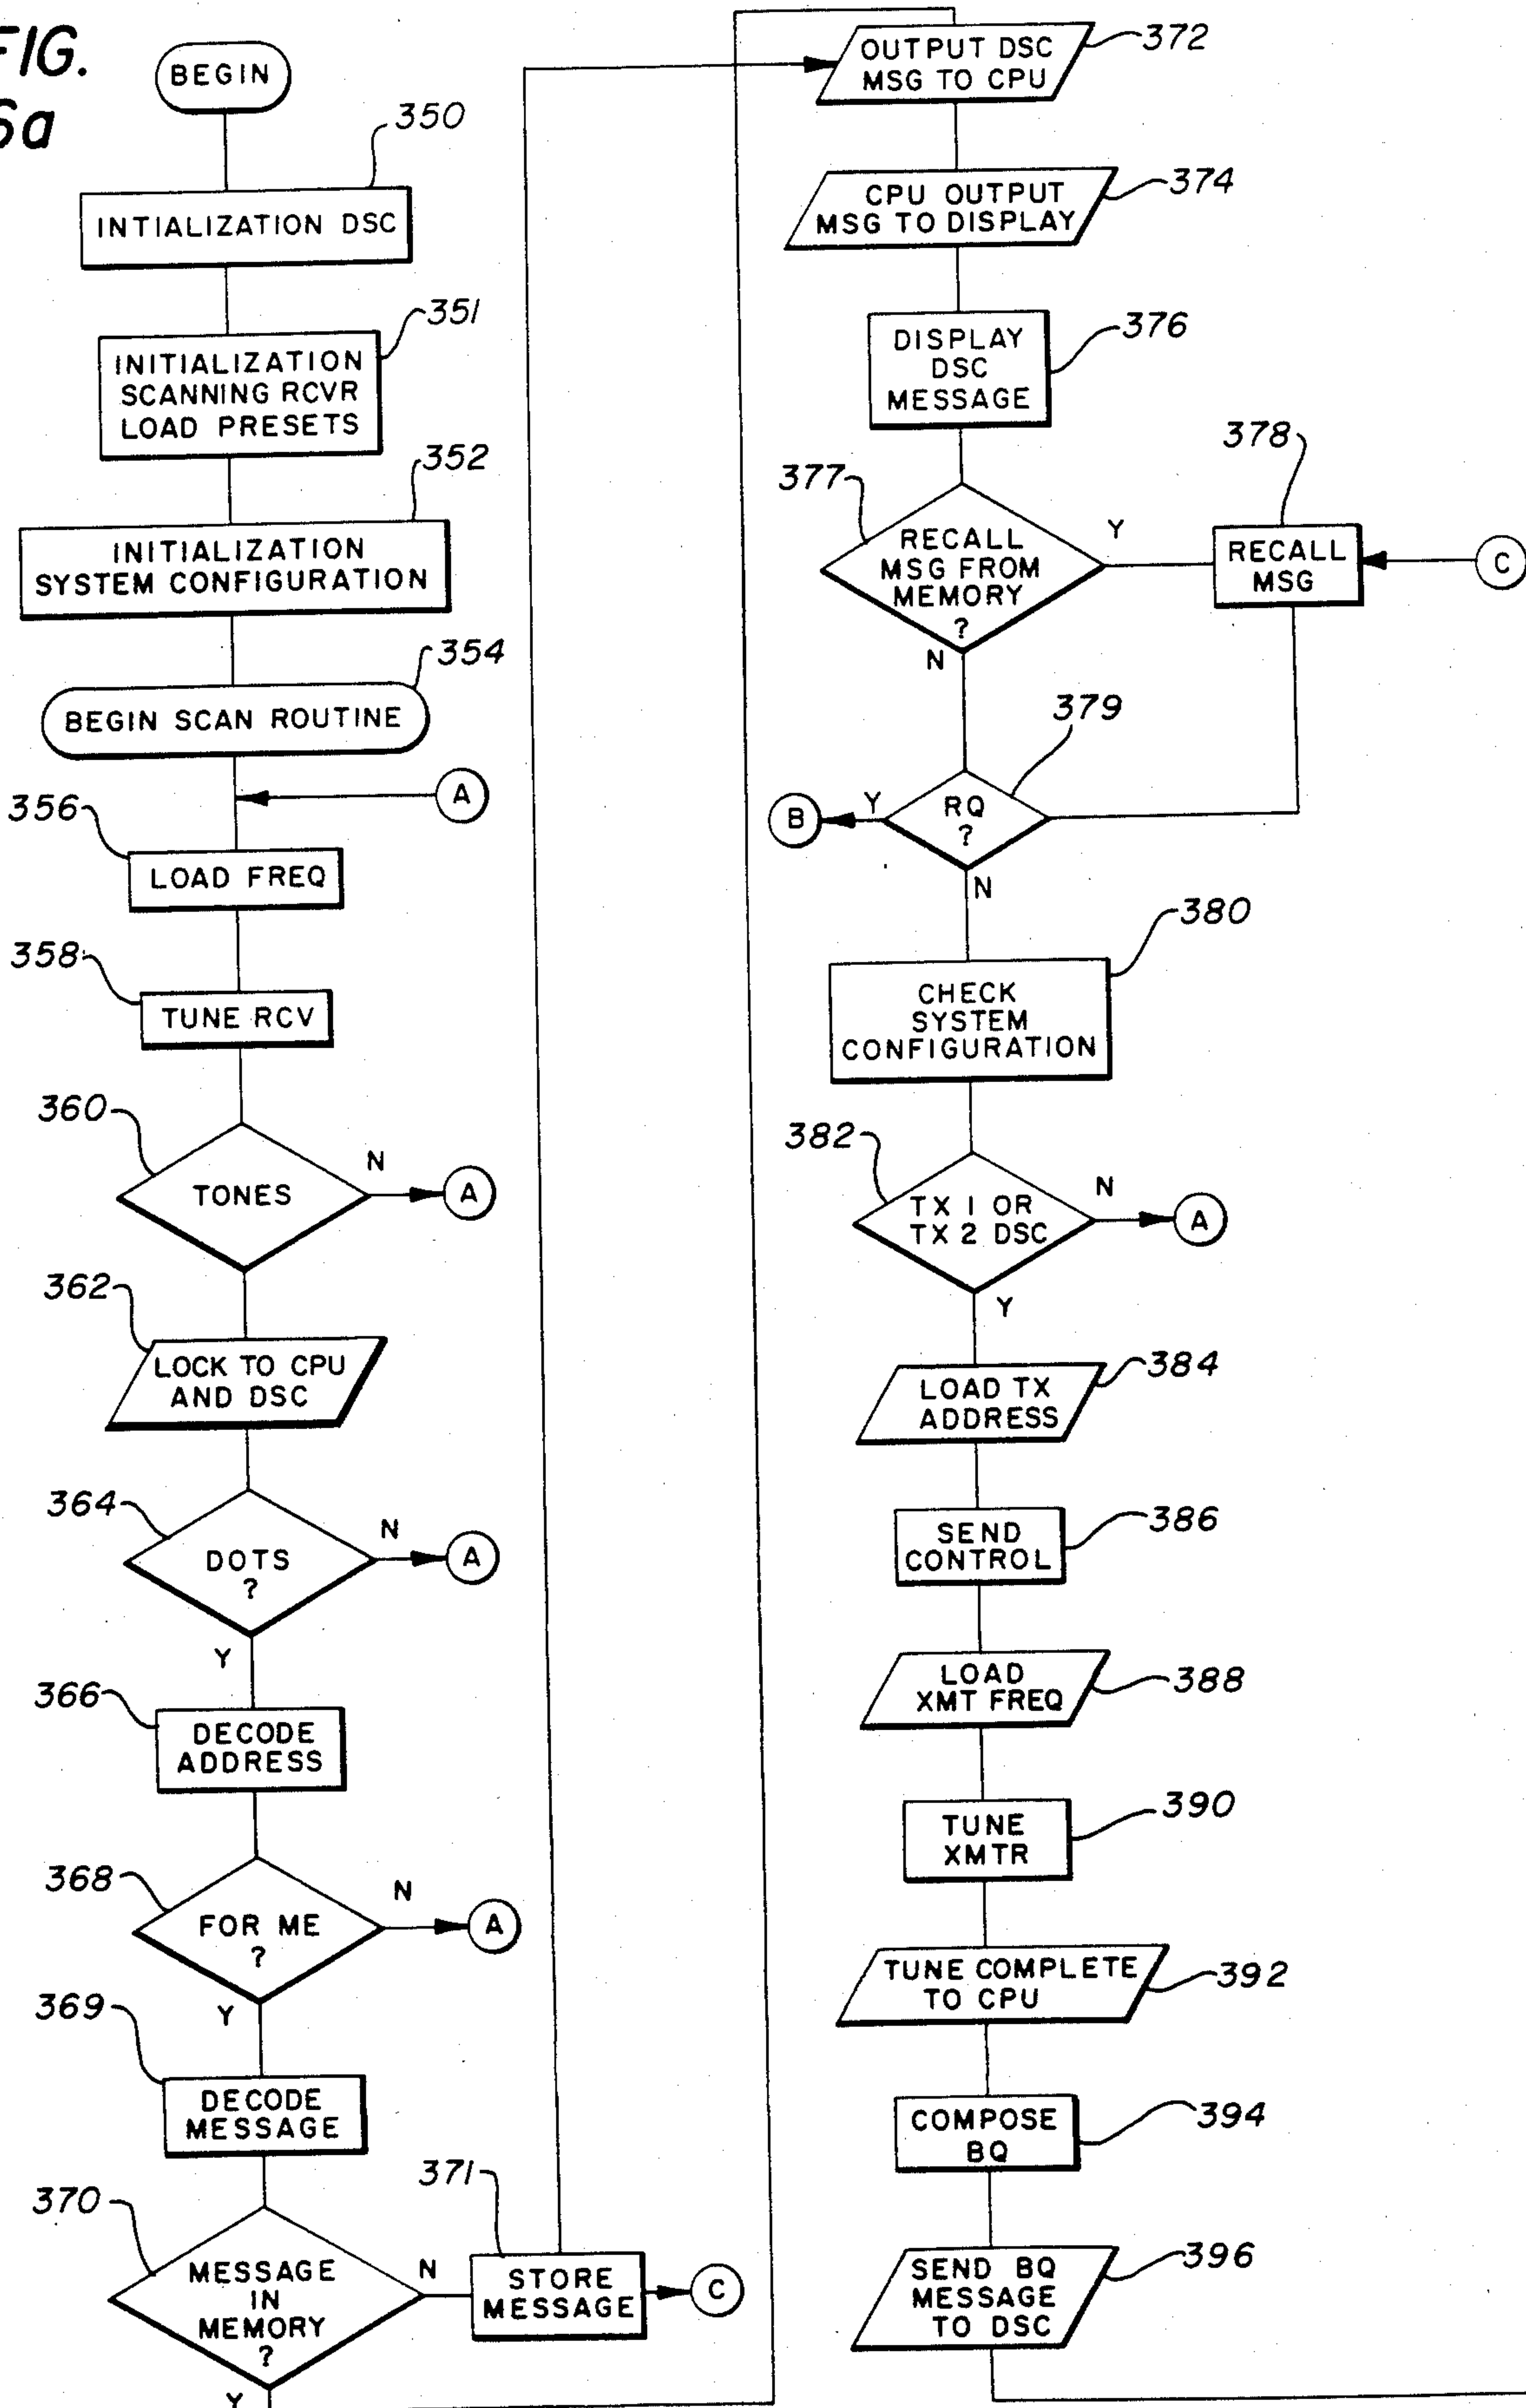 FIG.
6a
BEGIN
350
INTIALIZATION DSC
351
INITIALIZATION
SCANNING RCVR
LOAD PRESETS
352
INITIALIZATION
SYSTEM CONFIGURATION
354
BEGIN SCAN ROUTINE
A
356
LOAD FREQ
358
TUNE RCV
360
TONES
N
A
362
LOCK TO CPU
AND DSC
364
DOTS
?
N
A
Y
366
DECODE
ADDRESS
368
FOR ME
?
N
A
Y
369
DECODE
MESSAGE
370
MESSAGE
IN
MEMORY
?
N
Y
371
STORE
MESSAGE
C
372
OUTPUT DSC
MSG TO CPU
374
CPU OUTPUT
MSG TO DISPLAY
376
DISPLAY
DSC
MESSAGE
377
RECALL
MSG FROM
MEMORY
?
Y
N
378
RECALL
MSG
C
379
RQ
?
Y
B
N
380
CHECK
SYSTEM
CONFIGURATION
382
TX 1 OR
TX 2 DSC
N
A
Y
384
LOAD TX
ADDRESS
386
SEND
CONTROL
388
LOAD
XMT FREQ
390
TUNE
XMTR
392
TUNE COMPLETE
TO CPU
394
COMPOSE
BQ
396
SEND BQ
MESSAGE
TO DSC